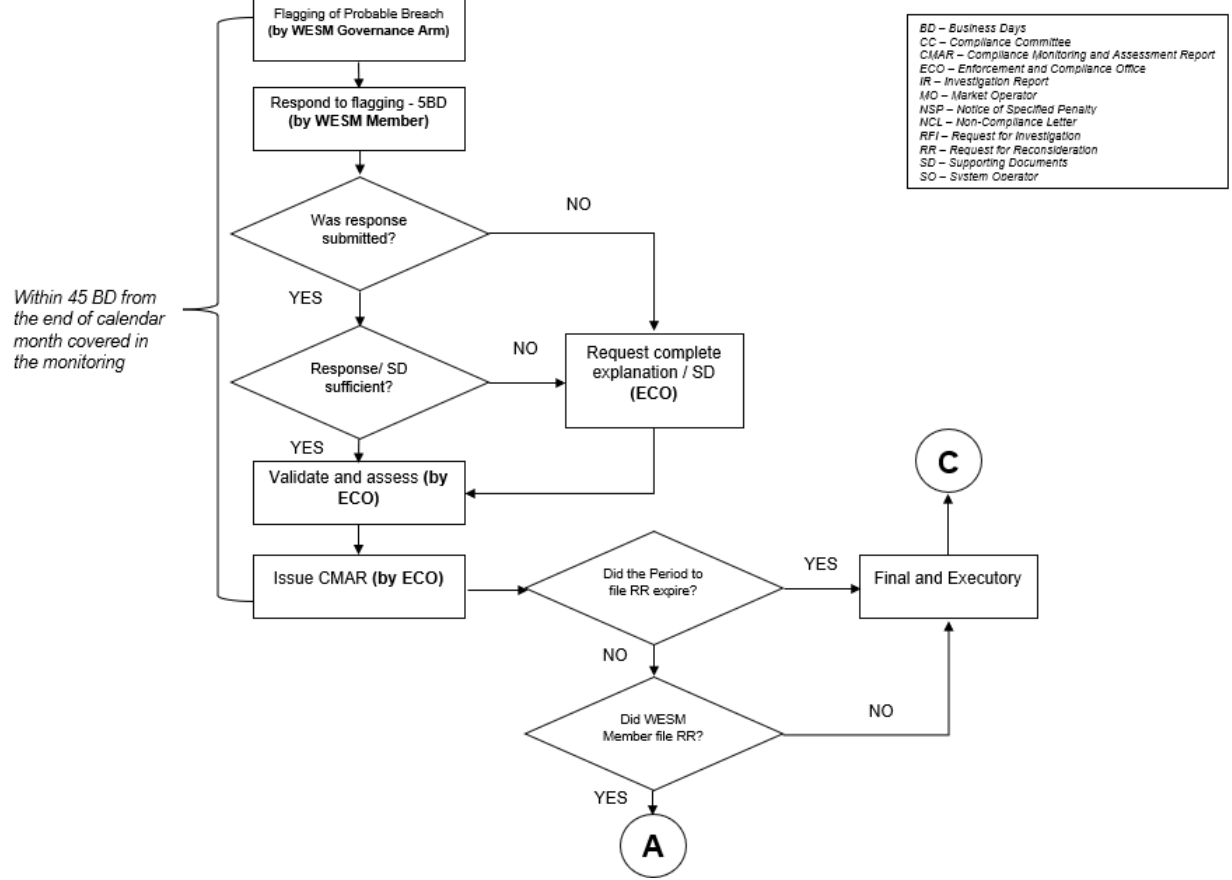 Flagging of Probable Breach
(by WESM Governance Arm)
BD – Business Days
CC – Compliance Committee
CMAR – Compliance Monitoring and Assessment Report
ECO – Enforcement and Compliance Office
IR – Investigation Report
MO – Market Operator
NSP – Notice of Specified Penalty
NCL – Non-Compliance Letter
RFI – Request for Investigation
RR – Request for Reconsideration
SD – Supporting Documents
SO – System Operator
Respond to flagging - 5BD
(by WESM Member)
Was response
submitted?
NO
YES
Within 45 BD from
the end of calendar
month covered in
the monitoring
Response/ SD
sufficient?
NO
Request complete
explanation / SD
(ECO)
YES
Validate and assess (by
ECO)
C
Issue CMAR (by ECO)
Did the Period to
file RR expire?
YES
Final and Executory
NO
Did WESM
Member file RR?
NO
YES
A